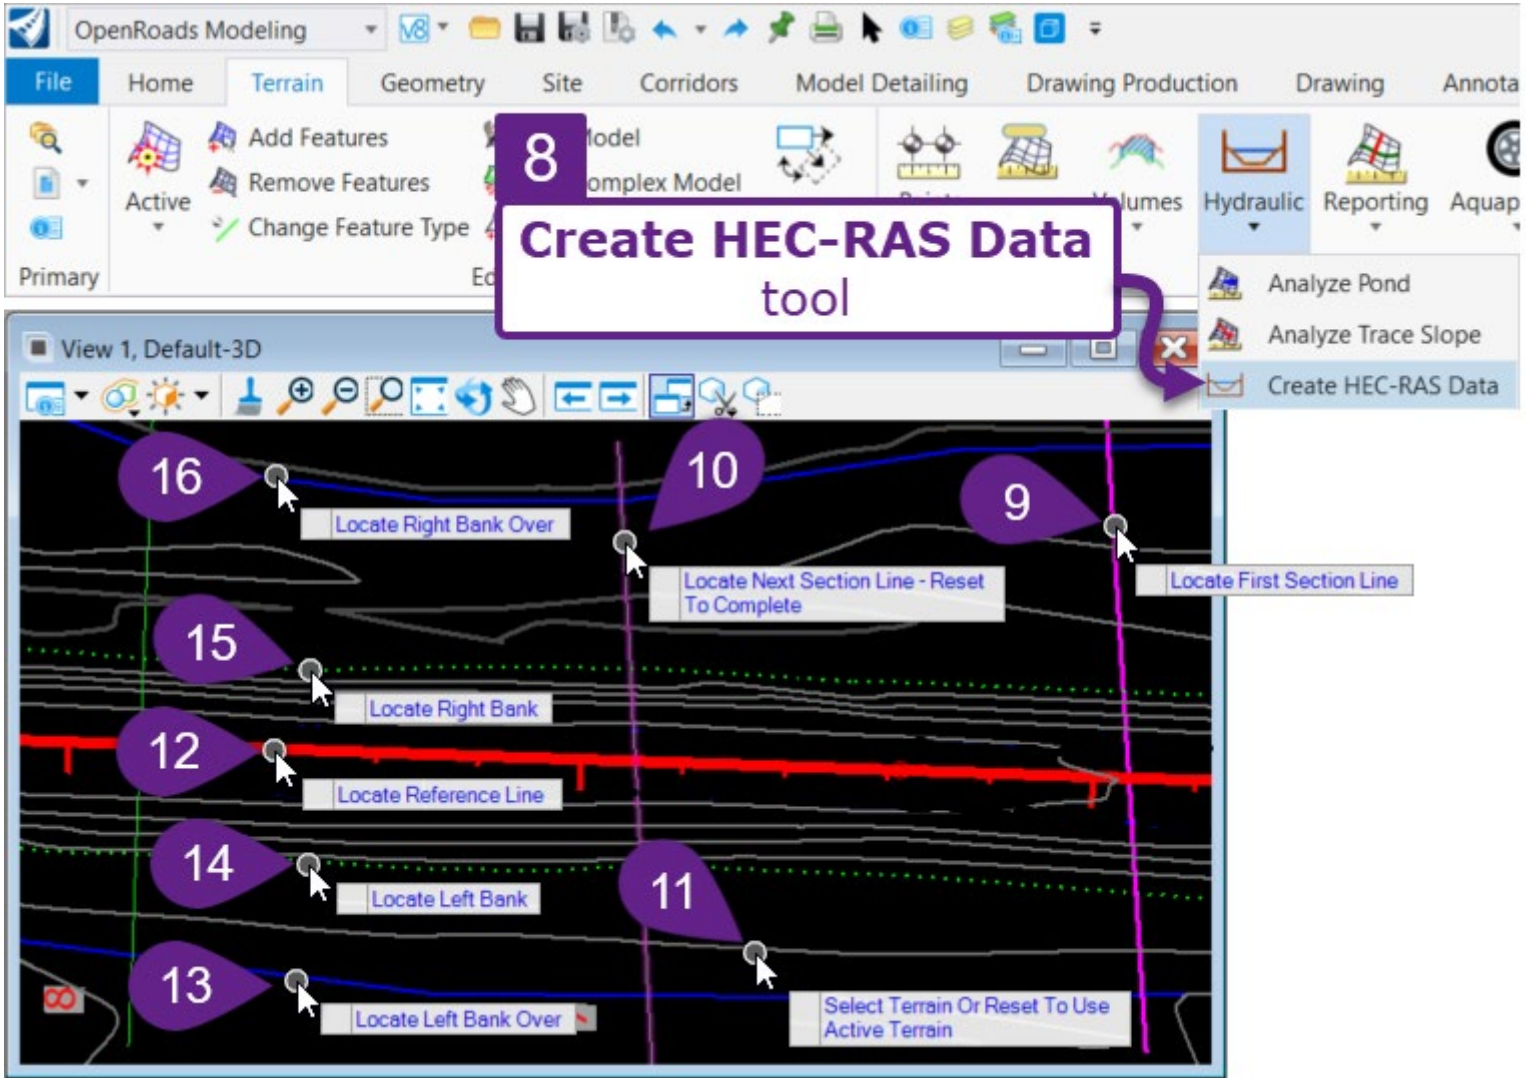 OpenRoads Modeling
V8
File Home Terrain Geometry Site Corridors Model Detailing Drawing Production Drawing Annota
Add Features
Remove Features
Change Feature Type
Active
Primary
8
Model
omplex Model
Create HEC-RAS Data
tool
Hydraulic
Reporting
Aquap
Analyze Pond
Analyze Trace Slope
Create HEC-RAS Data
View 1, Default-3D
16
Locate Right Bank Over
10
Locate Next Section Line - Reset
To Complete
9
Locate First Section Line
15
Locate Right Bank
12
Locate Reference Line
14
Locate Left Bank
11
Select Terrain Or Reset To Use
Active Terrain
13
Locate Left Bank Over
8